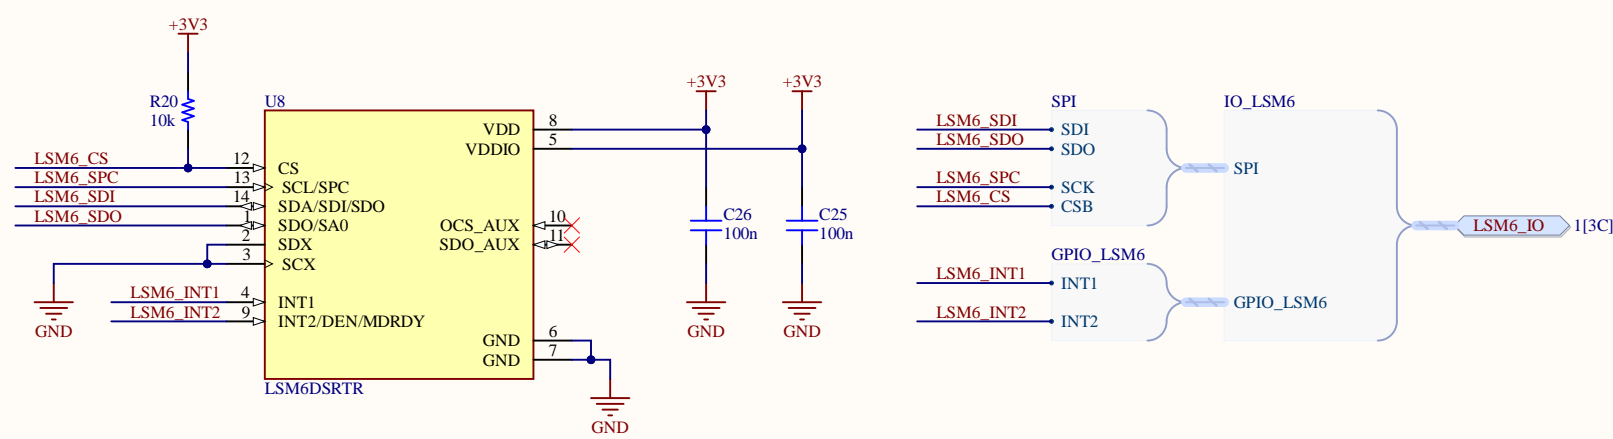 +3V3
R20
10k
U8
LSM6_CS
LSM6_SPC
LSM6_SDI
LSM6_SDO
12
13
14
1
2
3
4
9
CS
SCL/SPC
SDA/SDI/SDO
SDO/SA0
SDX
SCX
INT1
INT2/DEN/MDRDY
GND
LSM6_INT1
LSM6_INT2
VDD
VDDIO
OCS_AUX
SDO_AUX
GND
GND
8
5
10
11
6
7
LSM6DSRTR
GND
+3V3
+3V3
C26
100n
C25
100n
GND
GND
SPI
LSM6_SDI
LSM6_SDO
LSM6_SPC
LSM6_CS
SDI
SDO
SCK
CSB
GPIO_LSM6
LSM6_INT1
LSM6_INT2
INT1
INT2
IO_LSM6
SPI
GPIO_LSM6
LSM6_IO
1[3C]